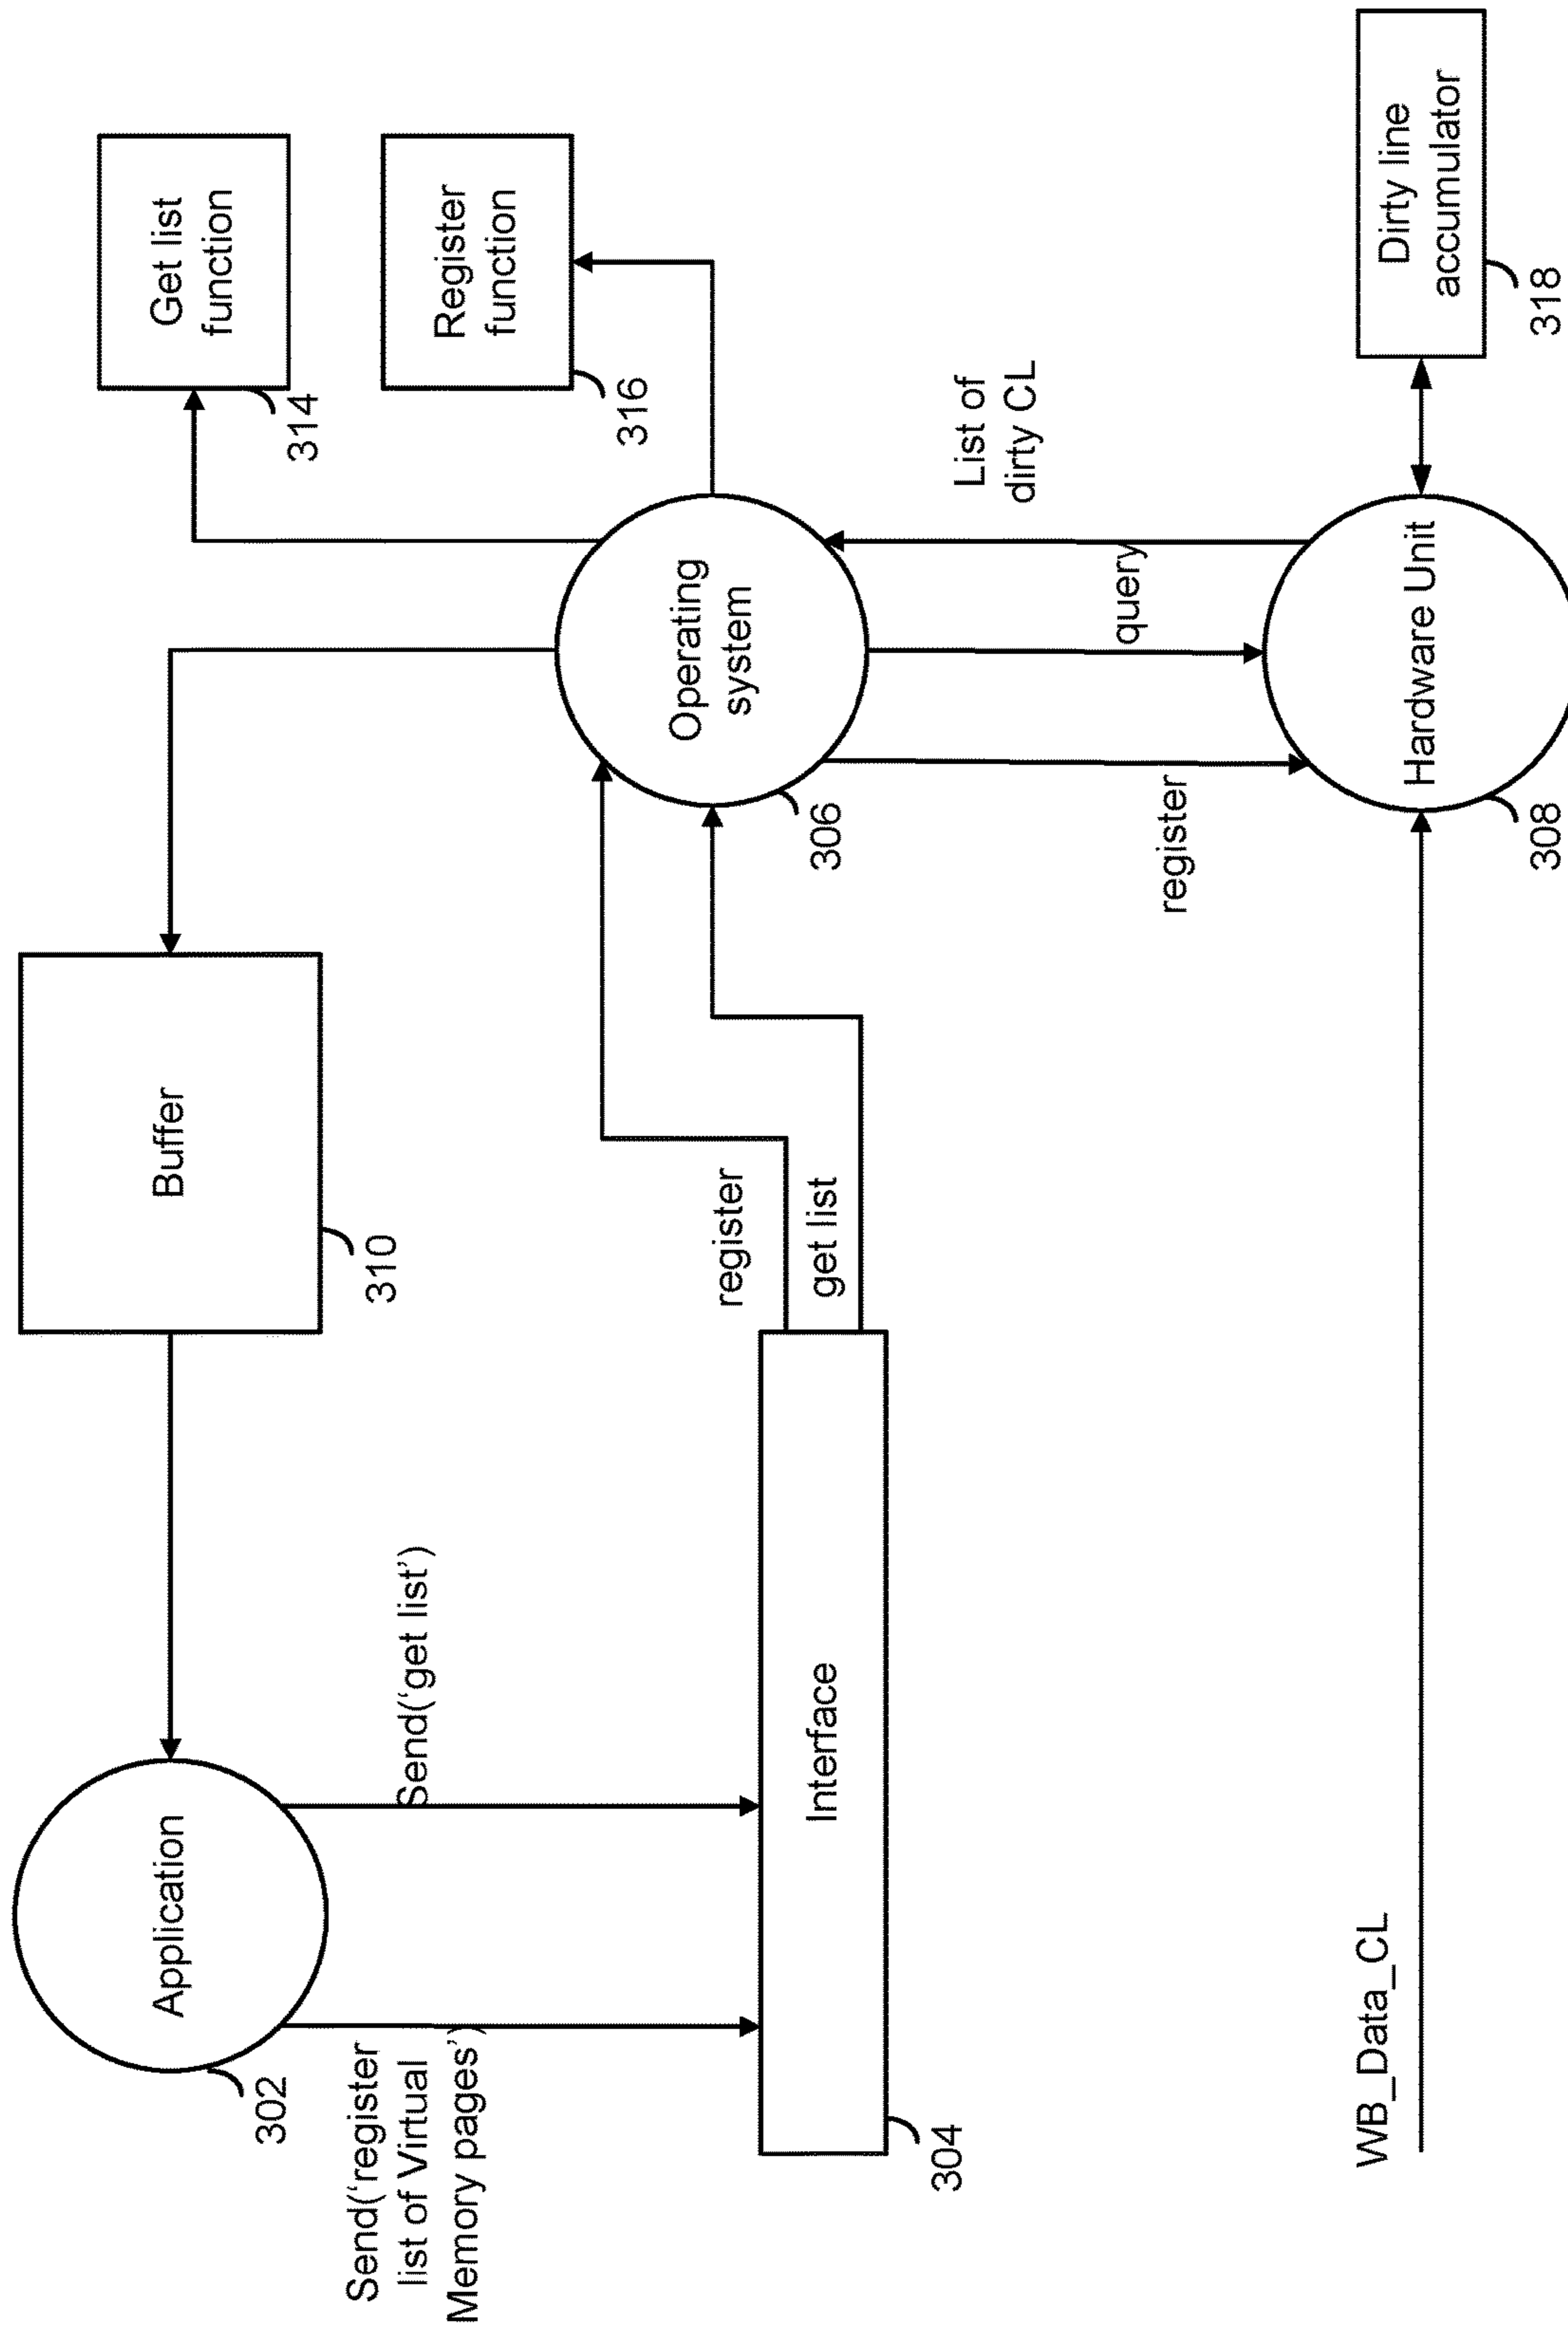 Application
302
Send('register
list of Virtual
Memory pages')
Send('get list')
Buffer
310
Interface
304
register
get list
Operating
system
306
Get list
function
314
Register
function
316
register
query
List of
dirty CL
WB_Data_CL
Hardware Unit
308
Dirty line
accumulator
318